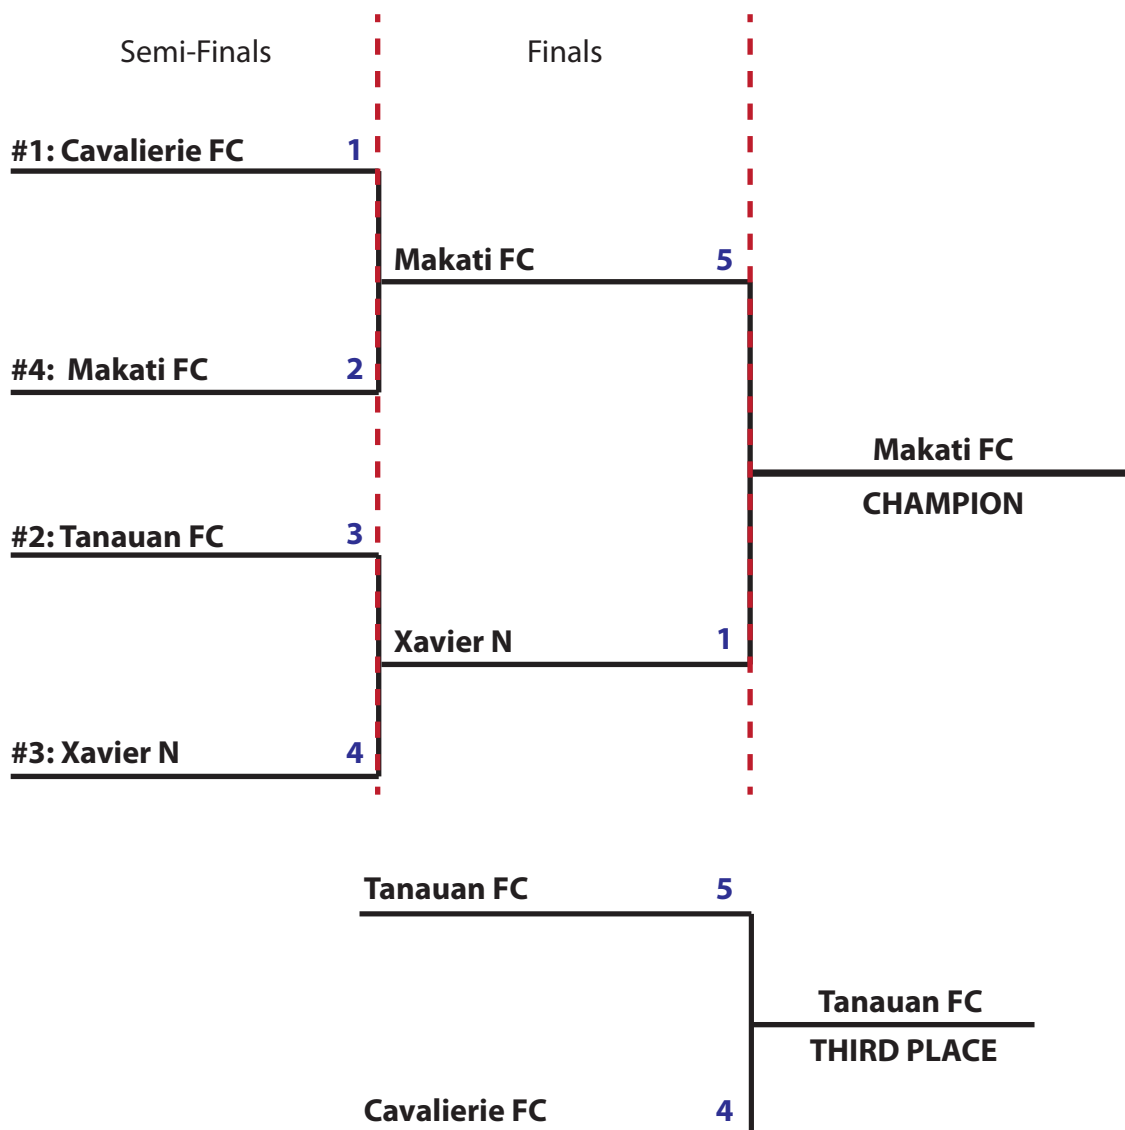 Semi-Finals
Finals
#1: Cavalierie FC 1
Makati FC 5
#4: Makati FC 2
Makati FC
CHAMPION
#2: Tanauan FC 3
Xavier N 1
#3: Xavier N 4
Tanauan FC 5
Tanauan FC
THIRD PLACE
Cavalierie FC 4